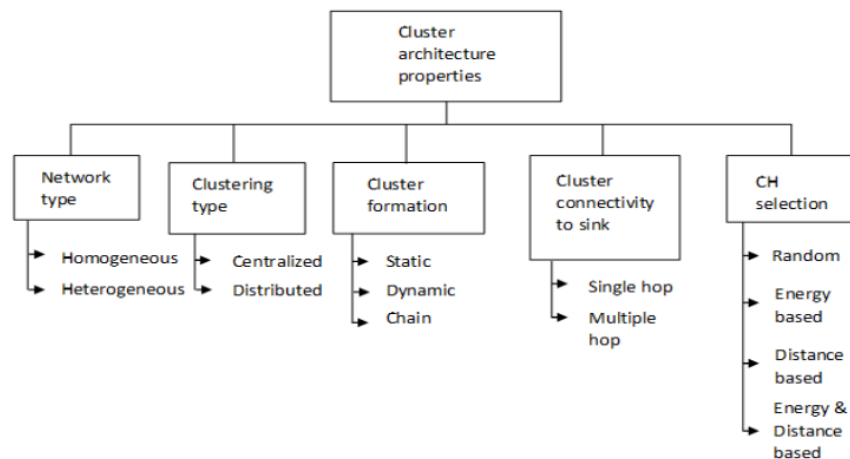 Cluster
architecture
properties
Network
type
Clustering
type
Cluster
formation
Cluster
connectivity
to sink
CH
selection
Homogeneous
Heterogeneous
Centralized
Distributed
Static
Dynamic
Chain
Single hop
Multiple
hop
Random
Energy
based
Distance
based
Energy &
Distance
based